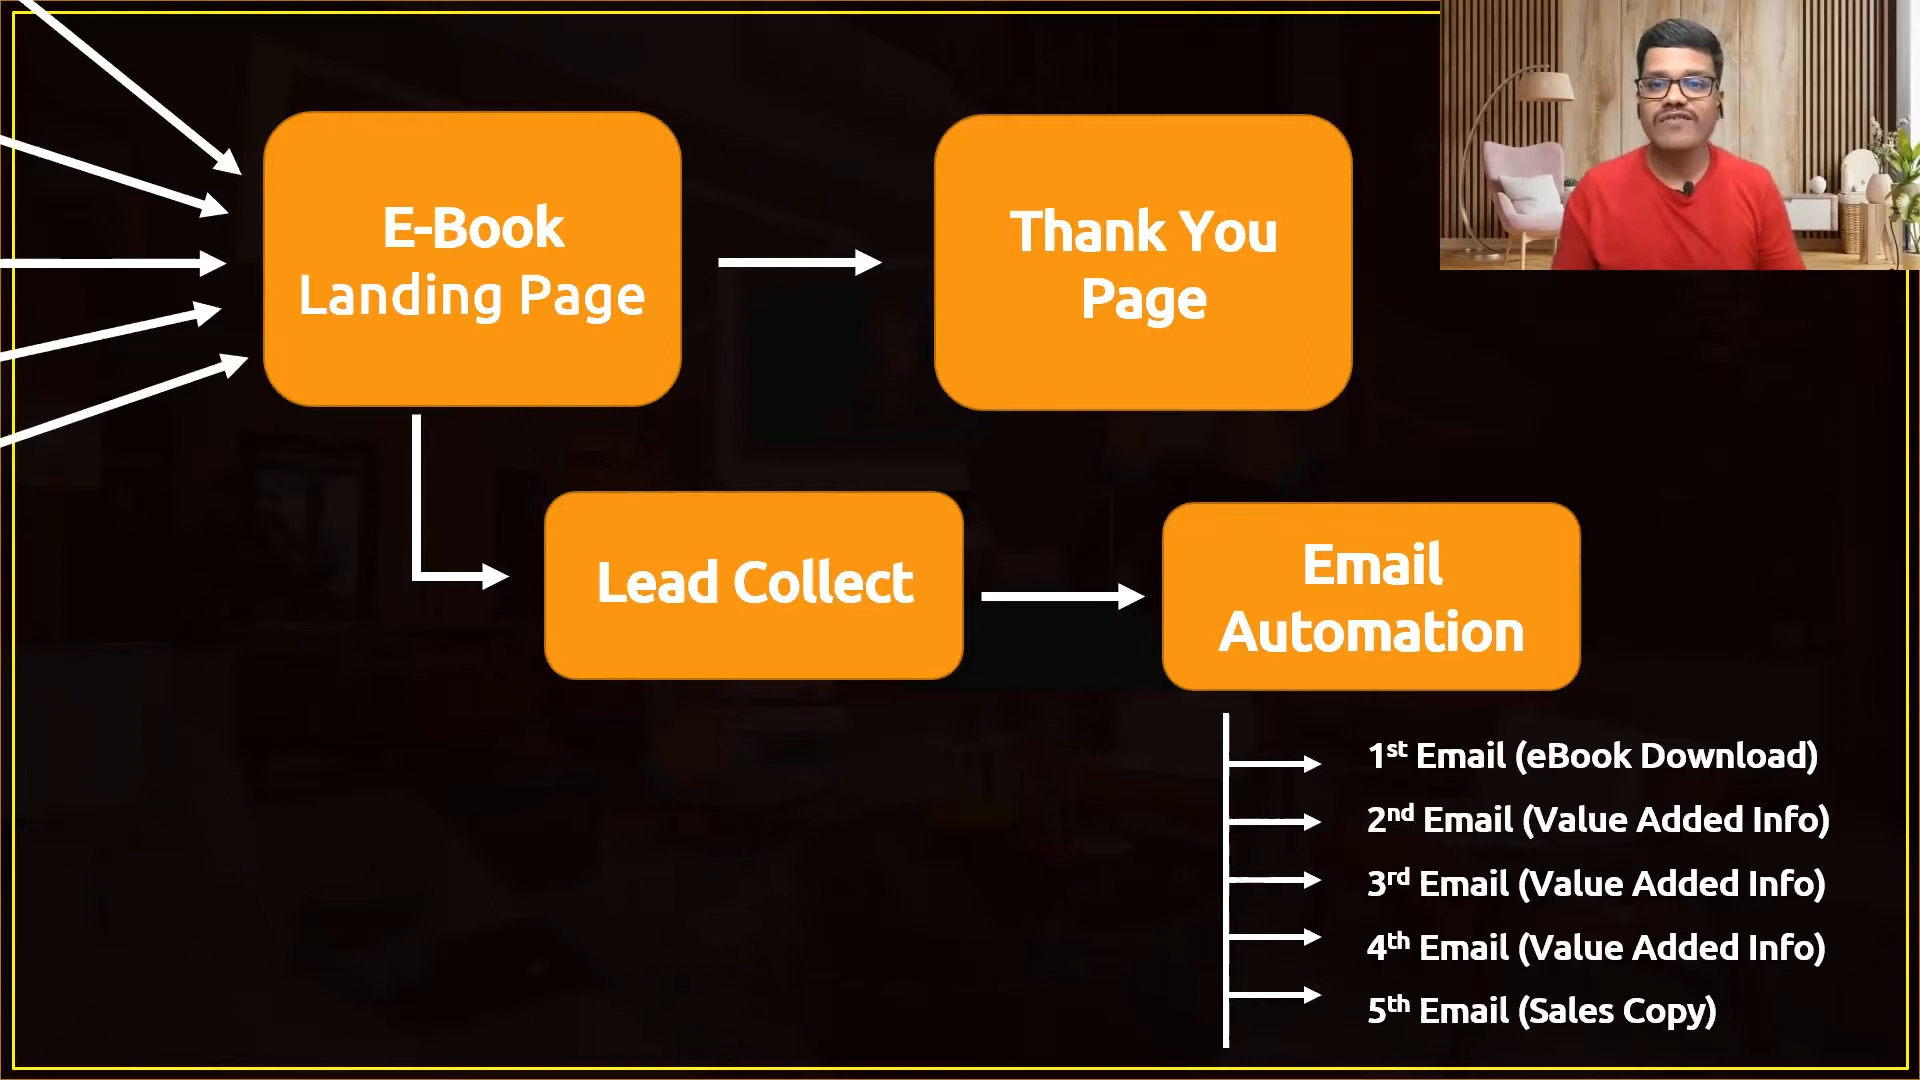 E-Book
Landing Page
Thank You
Page
Lead Collect
Email
Automation
1st Email (eBook Download)
2nd Email (Value Added Info)
3rd Email (Value Added Info)
4th Email (Value Added Info)
5th Email (Sales Copy)